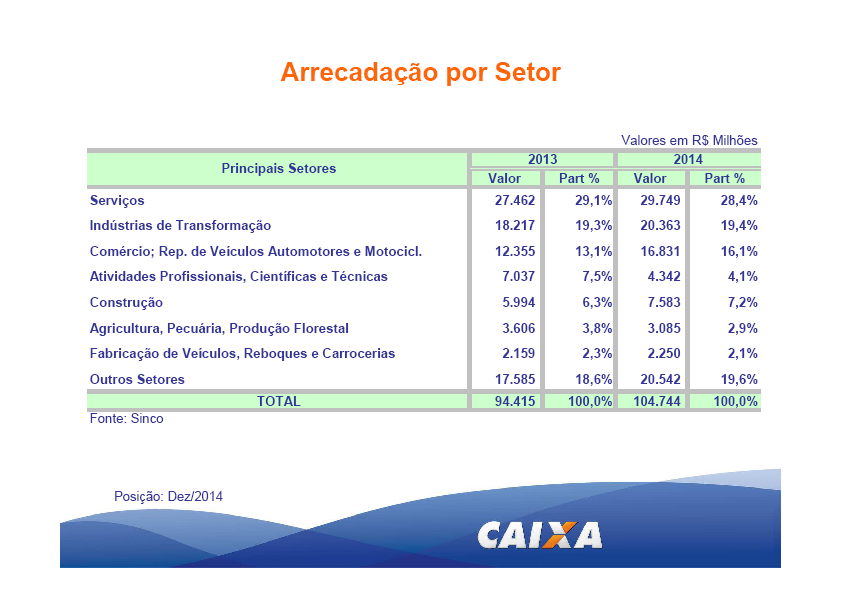 Arrecadação por Setor
Valores em R$ Milhões
Principais Setores 2013 2014
Valor Part % Valor Part %
Serviços 27.462 29,1% 29.749 28,4%
Indústrias de Transformação 18.217 19,3% 20.363 19,4%
Comércio; Rep. de Veículos Automotores e Motocicl. 12.355 13,1% 16.831 16,1%
Atividades Profissionais, Científicas e Técnicas 7.037 7,5% 4.342 4,1%
Construção 5.994 6,3% 7.583 7,2%
Agricultura, Pecuária, Produção Florestal 3.606 3,8% 3.085 2,9%
Fabricação de Veículos, Reboques e Carrocerias 2.159 2,3% 2.250 2,1%
Outros Setores 17.585 18,6% 20.542 19,6%
TOTAL 94.415 100,0% 104.744 100,0%
Fonte: Sinco
Posição: Dez/2014
CAIXA